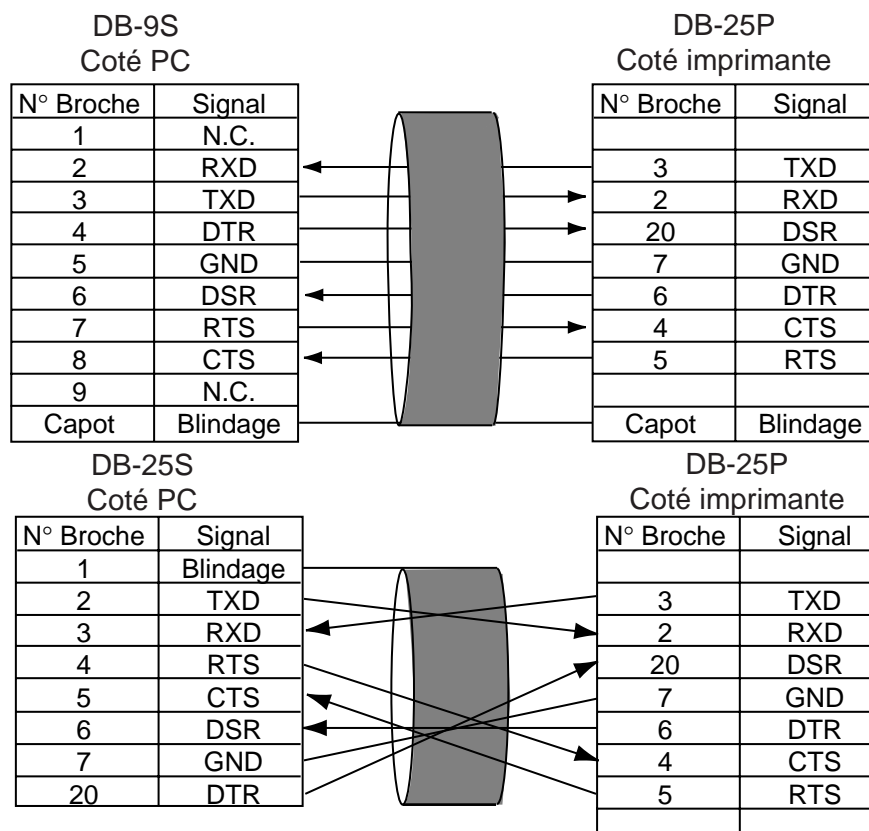 DB-9S
Coté PC
DB-25P
Coté imprimante
N° Broche Signal
1 N.C.
2 RXD
3 TXD
4 DTR
5 GND
6 DSR
7 RTS
8 CTS
9 N.C.
Capot Blindage
N° Broche Signal
3 TXD
2 RXD
20 DSR
7 GND
6 DTR
4 CTS
5 RTS
Capot Blindage
DB-25S
Coté PC
DB-25P
Coté imprimante
N° Broche Signal
1 Blindage
2 TXD
3 RXD
4 RTS
5 CTS
6 DSR
7 GND
20 DTR
N° Broche Signal
3 TXD
2 RXD
20 DSR
7 GND
6 DTR
4 CTS
5 RTS